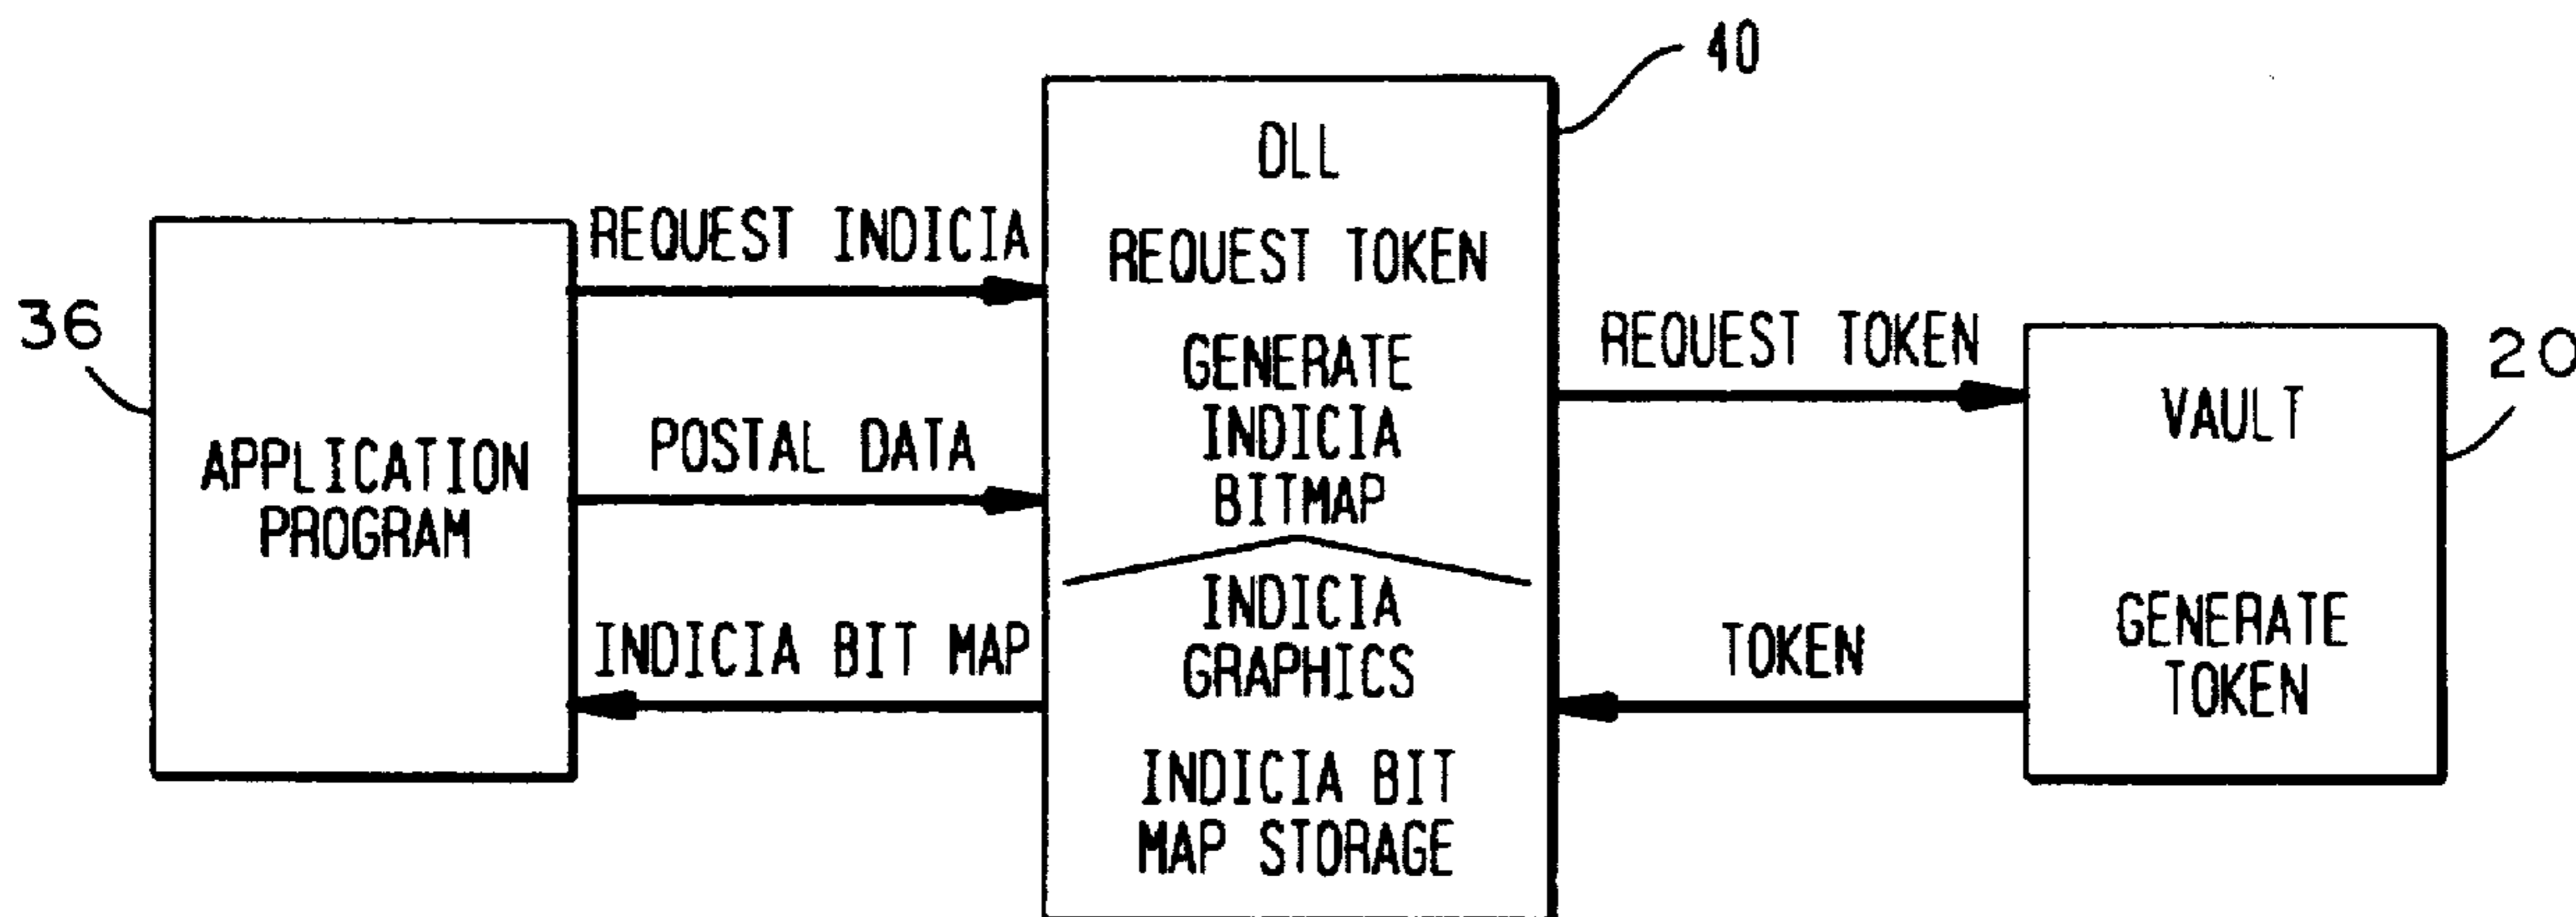 36
APPLICATION
PROGRAM
REQUEST INDICIA
POSTAL DATA
INDICIA BIT MAP
40
DLL
REQUEST TOKEN
GENERATE
INDICIA
BITMAP
INDICIA
GRAPHICS
INDICIA BIT
MAP STORAGE
REQUEST TOKEN
TOKEN
20
VAULT
GENERATE
TOKEN